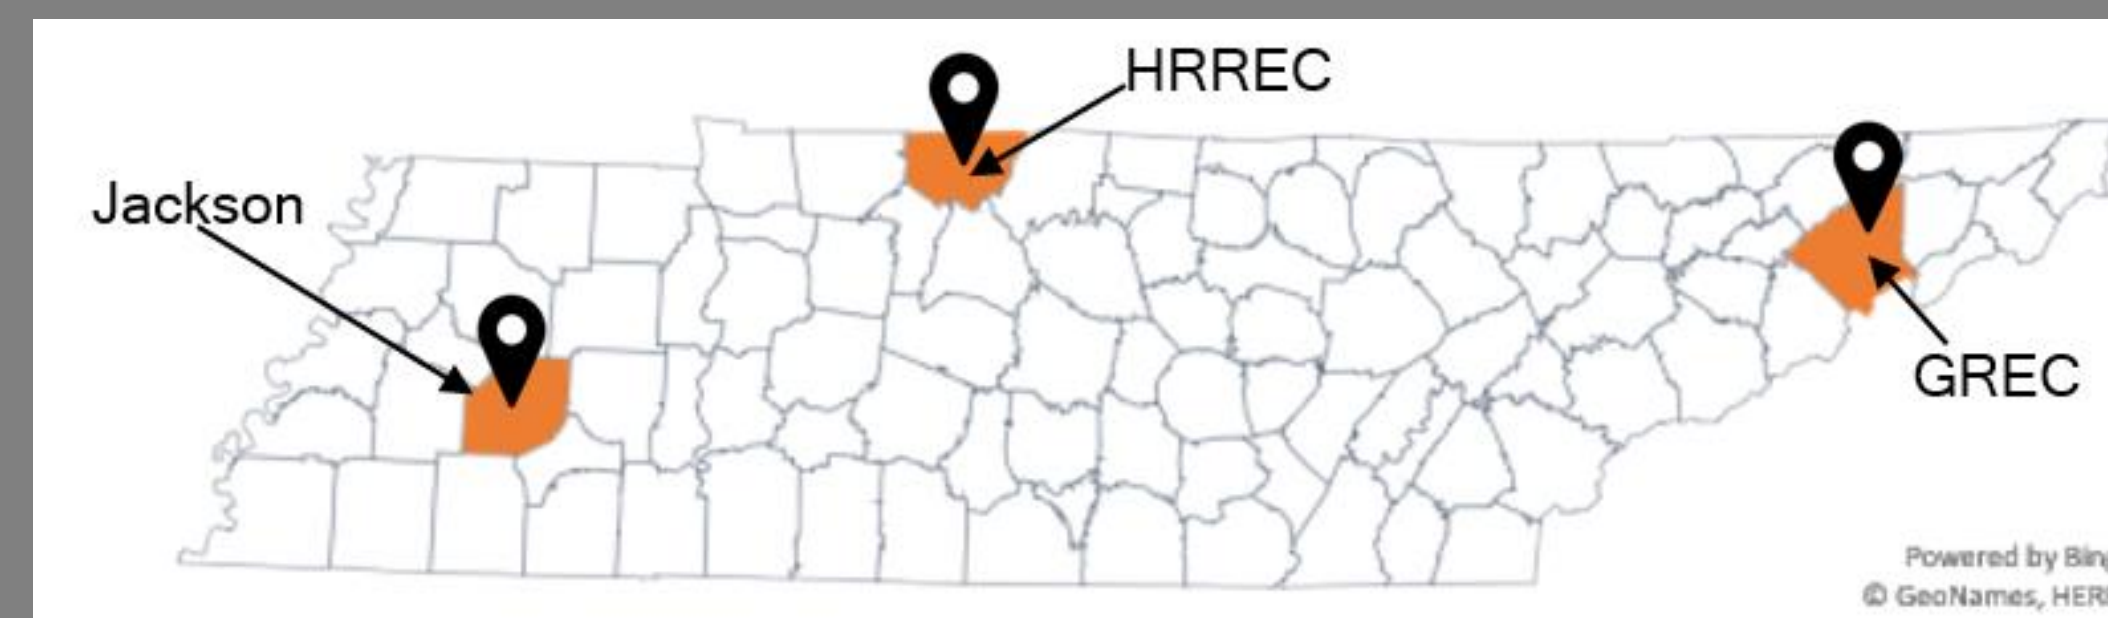 HRREC
Jackson
GREC
Powered by Bing
© GeoNames, HERE